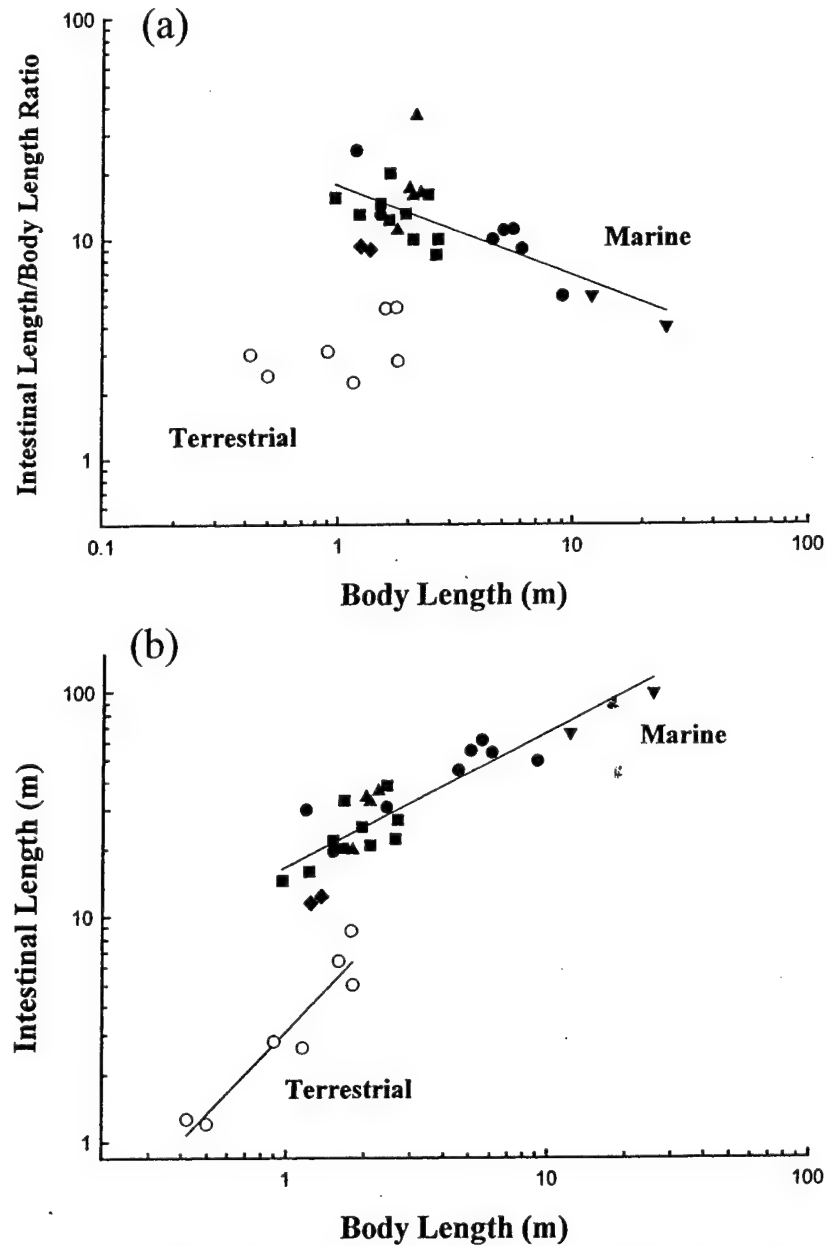 (a)
Intestinal Length/Body Length Ratio
100
10
1
Marine
Terrestrial
0.1
1
10
100
Body Length (m)
(b)
Intestinal Length (m)
100
10
1
Marine
Terrestrial
1
10
100
Body Length (m)